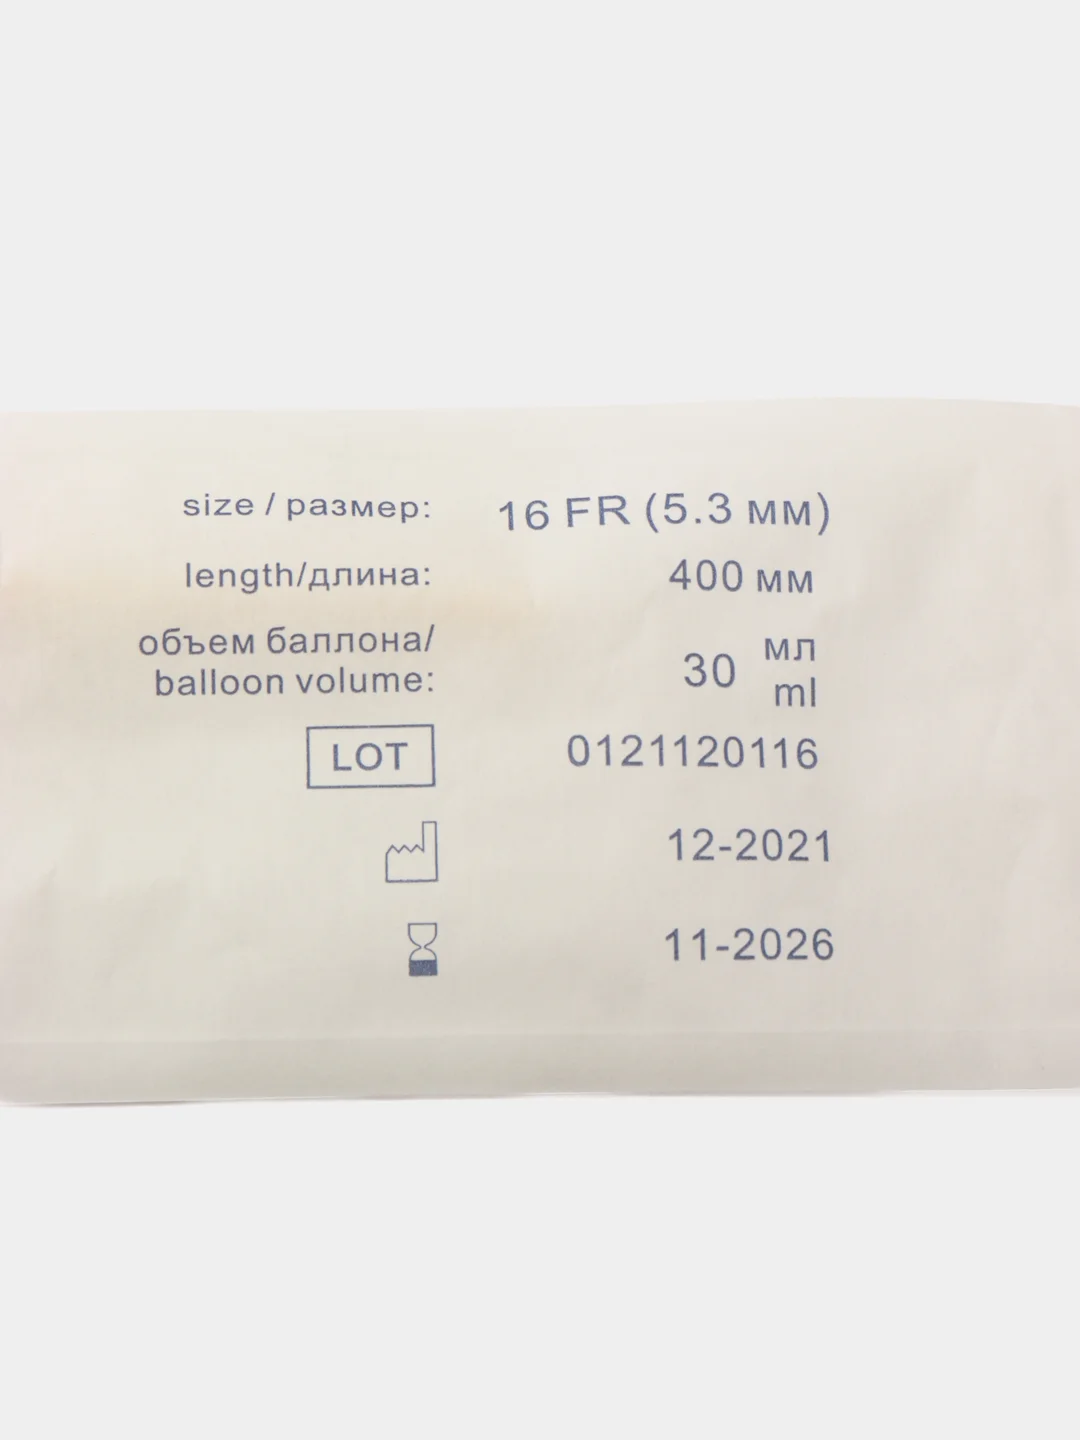 size / размер: 16 FR (5.3 мм)
length/длина: 400 мм
объем баллона/
balloon volume: 30 мл
ml
LOT 0121120116
12-2021
11-2026